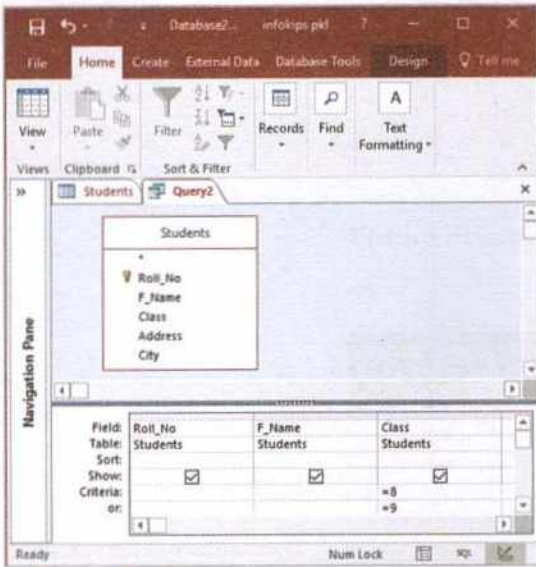 Database2... infokips pkl ? 
File Home Create External Data Database Tools Design Tell me
View Paste Filter Records Find Text Formatting
Views Clipboard Sort & Filter
Students Query2
Navigation Pane
Students
*
Roll_No
F_Name
Class
Address
City
Field: Roll_No F_Name Class
Table: Students Students Students
Sort:
Show:
Criteria: =8
or: =9
Ready Num Lock SQL